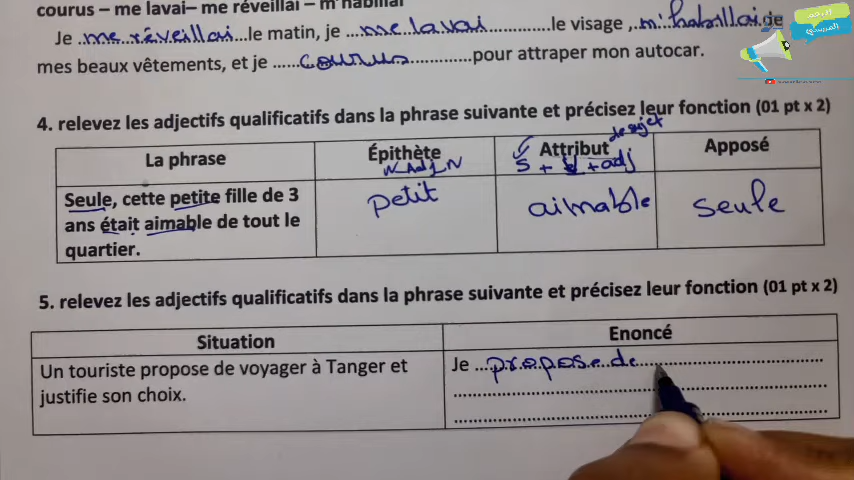 courus – me lavai– me réveillai – m'habillai
Je ...me réveillai...le matin, je ...me lavai...............le visage ,..m'habillai.de
mes beaux vêtements, et je .....courus...............pour attraper mon autocar.
4. relevez les adjectifs qualificatifs dans la phrase suivante et précisez leur fonction (01 pt x 2)
La phrase Épithète Attribut de sujet Apposé
S + V + adj
Seule, cette petite fille de 3 petit aimable seule
ans était aimable de tout le
quartier.
5. relevez les adjectifs qualificatifs dans la phrase suivante et précisez leur fonction (01 pt x 2)
Situation Enoncé
Un touriste propose de voyager à Tanger et Je ...propose de.................................
justifie son choix.